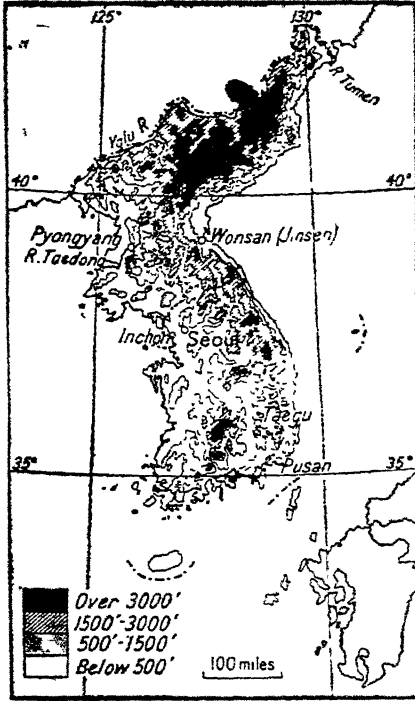 125° 130°
R. Tumen
Yalu R
40° 40°
Pyongyang
Wonsan (Jinsen)
R. Taedong
Inchon Seoul
Taegu
Pusan
35° 35°
Over 3000'
1500'-3000'
500'-1500'
Below 500'
100 miles